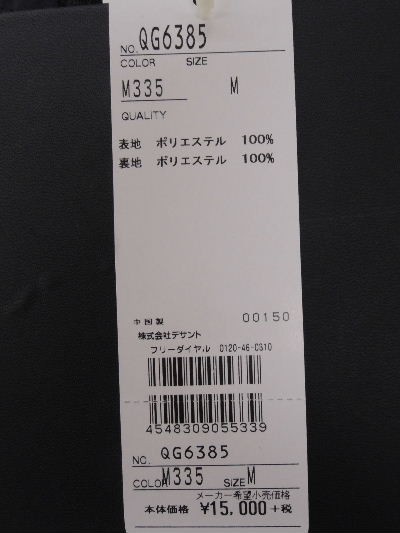 NO. QG6385
COLOR SIZE
M335 M
QUALITY
表地 ポリエステル 100%
裏地 ポリエステル 100%
中国製 00150
株式会社デサント
フリーダイヤル 0120-46-0310
4548309055339
NO. QG6385
COLOR M335 SIZE M
メーカー希望小売価格
本体価格 ¥15,000+税